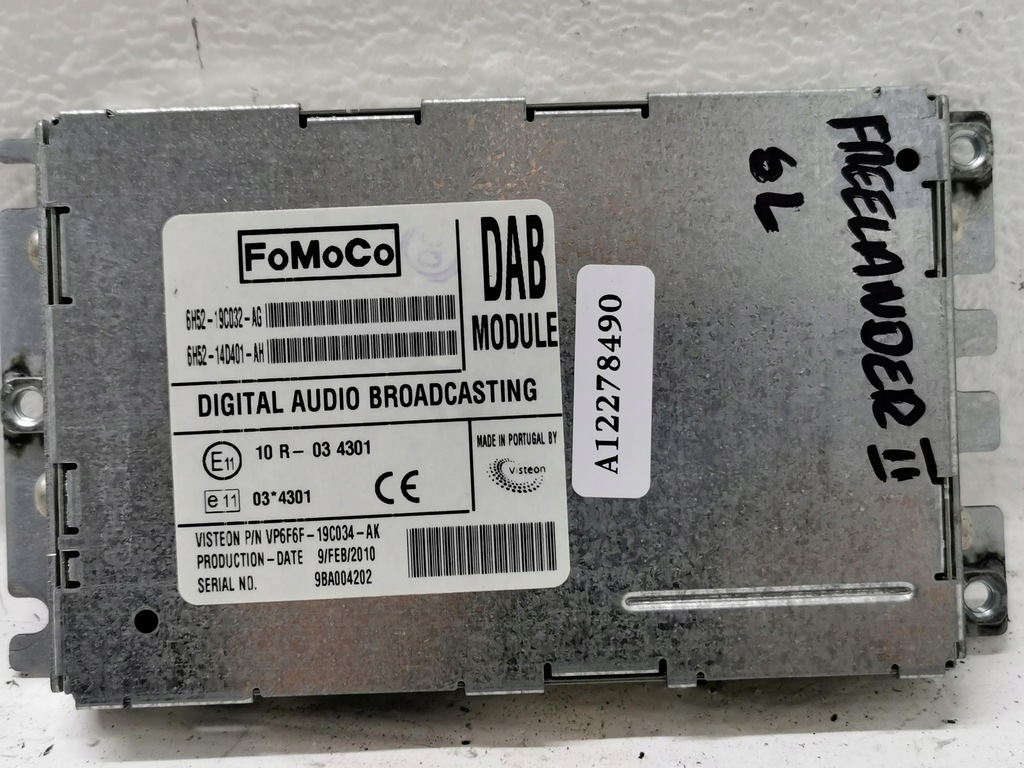 FoMoCo
DAB
MODULE
6H52-19C032-AG
6H52-14D401-AH
DIGITAL AUDIO BROADCASTING
E11 10 R-03 4301
e 11 03*4301
CE
MADE IN PORTUGAL BY
Visteon
VISTEON P/N VP6F6F-19C034-AK
PRODUCTION-DATE 9/FEB/2010
SERIAL NO. 9BA004202
A12278490
FREELANDER II